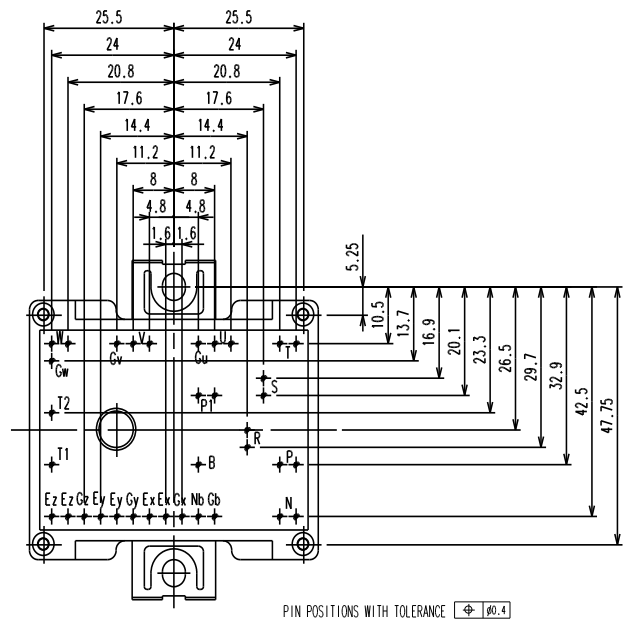 25.5 25.5
24 24
20.8 20.8
17.6 17.6
14.4 14.4
11.2 11.2
8 8
4.8 4.8
1.6 1.6
5.25
10.5
13.7
16.9
20.1
23.3
26.5
29.7
32.9
42.5
47.75
W V U T
Gw Gv Gu
S
T2 P1
R
T1 B P
Ez Ez Gz Ey Ey Gy Ex Ex Gx Nb Gb N
PIN POSITIONS WITH TOLERANCE ⌖ ø0.4